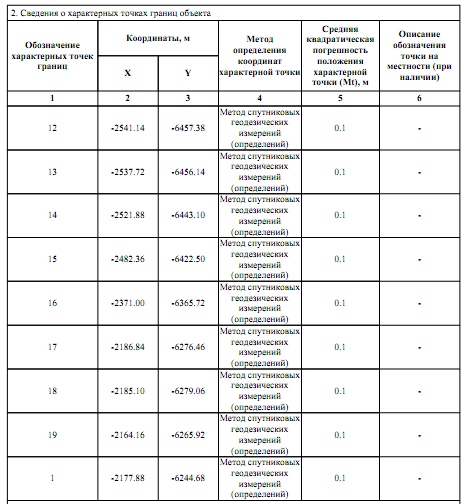 2. Сведения о характерных точках границ объекта
Обозначение характерных точек границ
Координаты, м
Метод определения координат характерной точки
Средняя квадратическая погрешность положения характерной точки (Mt), м
Описание обозначения точки на местности (при наличии)
X Y
1 2 3 4 5 6
12 -2541.14 -6457.38 Метод спутниковых геодезических измерений (определений) 0.1 -
13 -2537.72 -6456.14 Метод спутниковых геодезических измерений (определений) 0.1 -
14 -2521.88 -6443.10 Метод спутниковых геодезических измерений (определений) 0.1 -
15 -2482.36 -6422.50 Метод спутниковых геодезических измерений (определений) 0.1 -
16 -2371.00 -6365.72 Метод спутниковых геодезических измерений (определений) 0.1 -
17 -2186.84 -6276.46 Метод спутниковых геодезических измерений (определений) 0.1 -
18 -2185.10 -6279.06 Метод спутниковых геодезических измерений (определений) 0.1 -
19 -2164.16 -6265.92 Метод спутниковых геодезических измерений (определений) 0.1 -
1 -2177.88 -6244.68 Метод спутниковых геодезических измерений (определений) 0.1 -